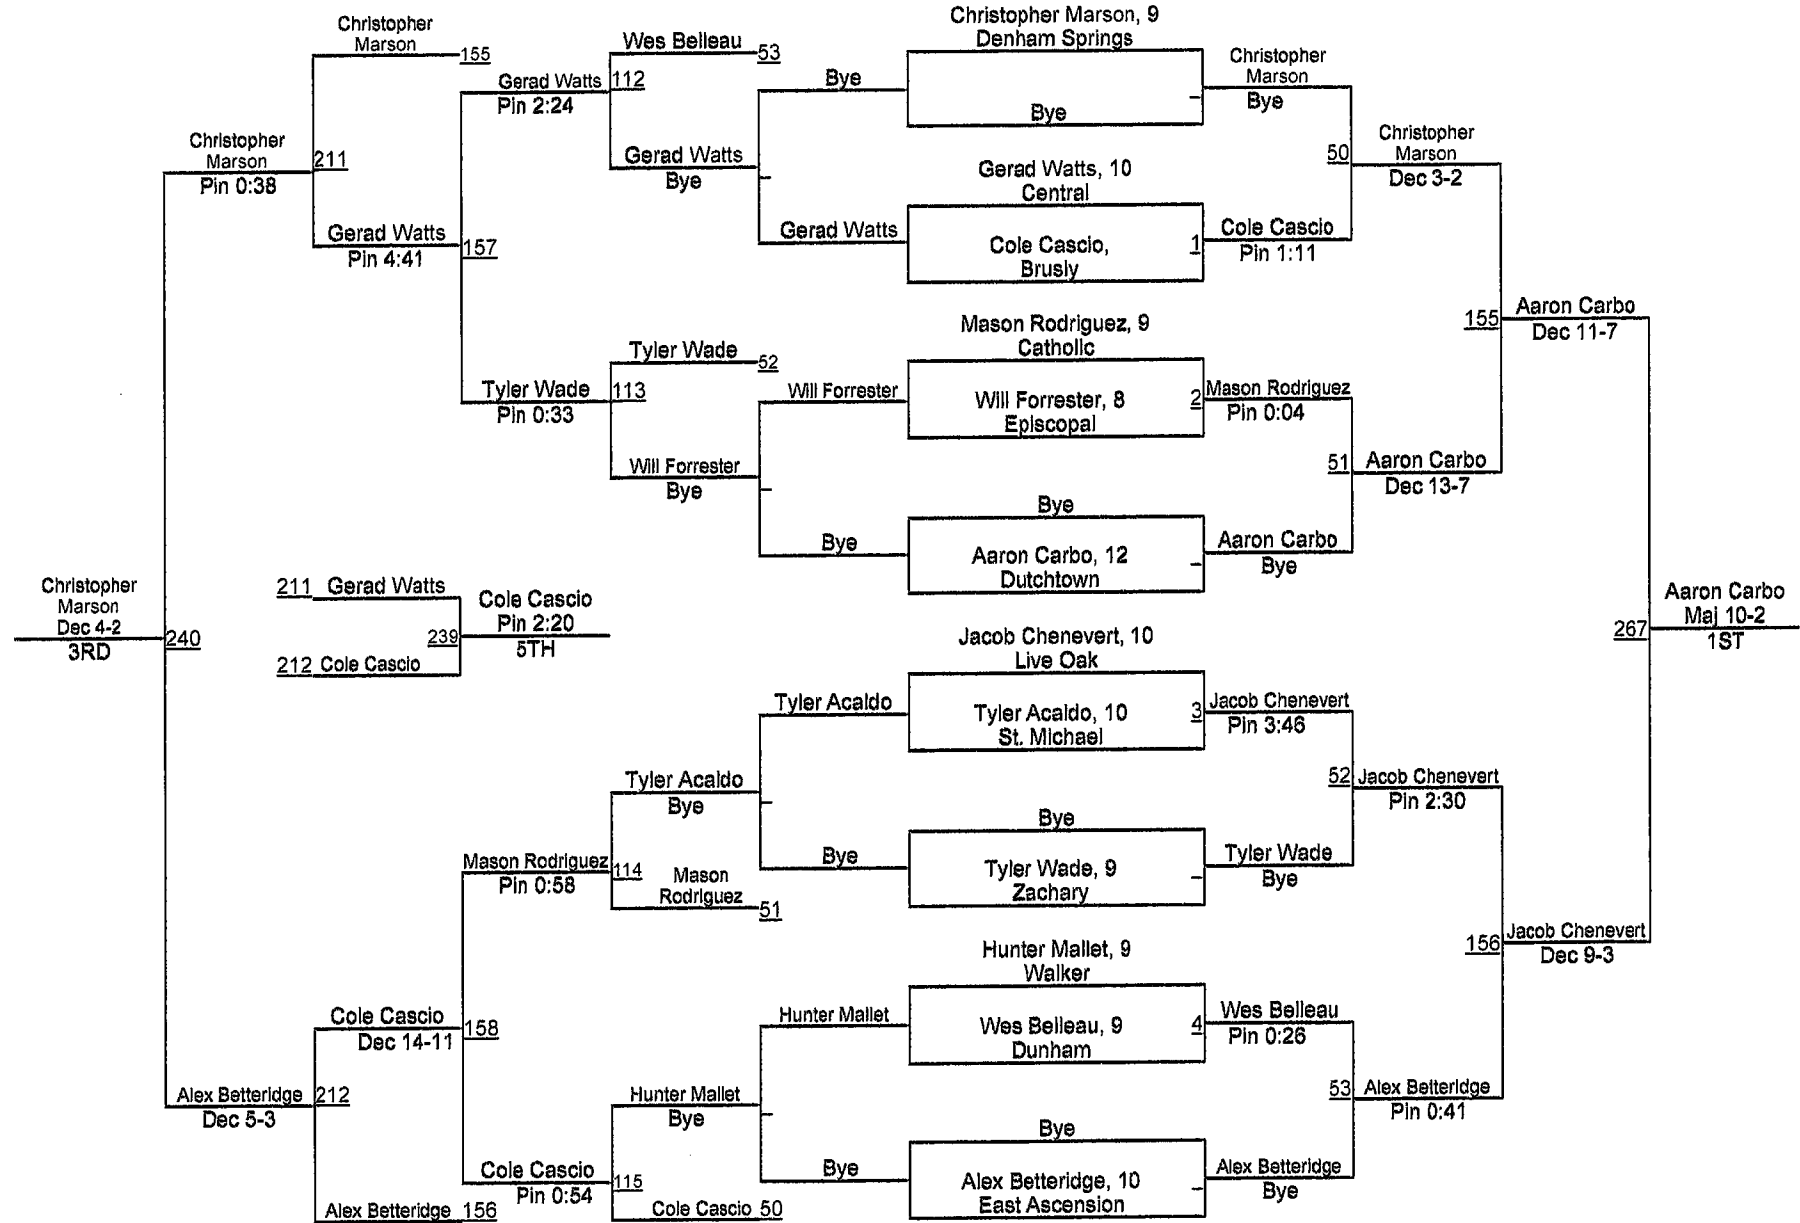 Christopher
Marson
155
Wes Belleau
53
Christopher Marson, 9
Denham Springs
Gerad Watts
112
Pin 2:24
Bye
Christopher
Marson
Bye
Bye
Christopher
Marson
211
Pin 0:38
Gerad Watts
Bye
50
Christopher
Marson
Dec 3-2
Gerad Watts, 10
Central
Gerad Watts
157
Pin 4:41
Gerad Watts
Cole Cascio,
Brusly
1
Cole Cascio
Pin 1:11
Mason Rodriguez, 9
Catholic
155
Aaron Carbo
Dec 11-7
Tyler Wade
52
Tyler Wade
113
Pin 0:33
Will Forrester
Will Forrester, 8
Episcopal
2
Mason Rodriguez
Pin 0:04
Will Forrester
Bye
51
Aaron Carbo
Dec 13-7
Bye
Bye
Aaron Carbo, 12
Dutchtown
Aaron Carbo
Bye
Christopher
Marson
Dec 4-2
3RD
240
211
Gerad Watts
239
212
Cole Cascio
Cole Cascio
Pin 2:20
5TH
267
Aaron Carbo
Maj 10-2
1ST
Jacob Chenevert, 10
Live Oak
Tyler Acaldo
Tyler Acaldo, 10
St. Michael
3
Jacob Chenevert
Pin 3:46
Tyler Acaldo
Bye
52
Jacob Chenevert
Pin 2:30
Bye
Mason Rodriguez
114
Pin 0:58
Mason
Rodriguez
51
Bye
Tyler Wade, 9
Zachary
Tyler Wade
Bye
156
Jacob Chenevert
Dec 9-3
Hunter Mallet, 9
Walker
Cole Cascio
158
Dec 14-11
Hunter Mallet
Wes Belleau, 9
Dunham
4
Wes Belleau
Pin 0:26
Alex Betteridge
212
Dec 5-3
Hunter Mallet
Bye
53
Alex Betteridge
Pin 0:41
Bye
Cole Cascio
115
Pin 0:54
Bye
Alex Betteridge, 10
East Ascension
Alex Betteridge
Bye
Alex Betteridge
156
Cole Cascio
50